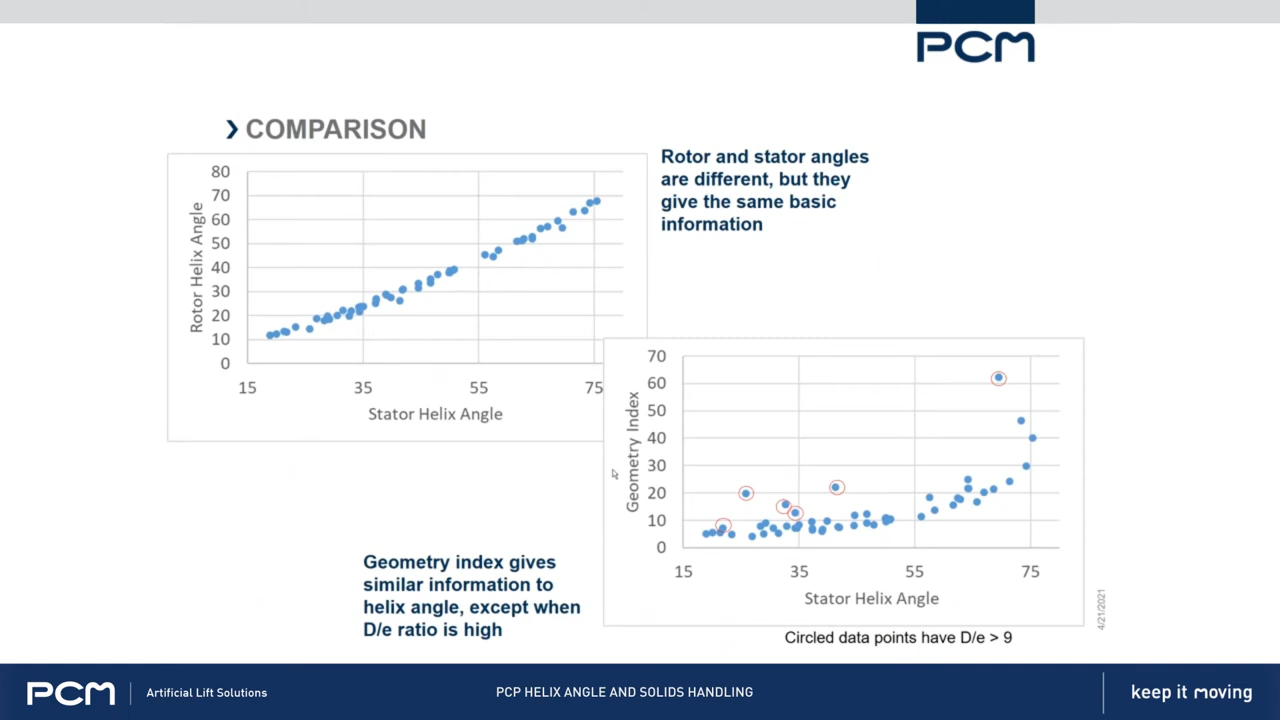 PCM
COMPARISON
Rotor and stator angles
are different, but they
give the same basic
information
80
70
60
50
40
30
20
10
0
Rotor Helix Angle
15 35 55 75
Stator Helix Angle
70
60
50
40
30
20
10
0
Geometry Index
15 35 55 75
Stator Helix Angle
Geometry index gives
similar information to
helix angle, except when
D/e ratio is high
Circled data points have D/e > 9
4/21/2021
PCM Artificial Lift Solutions
PCP HELIX ANGLE AND SOLIDS HANDLING
keep it moving